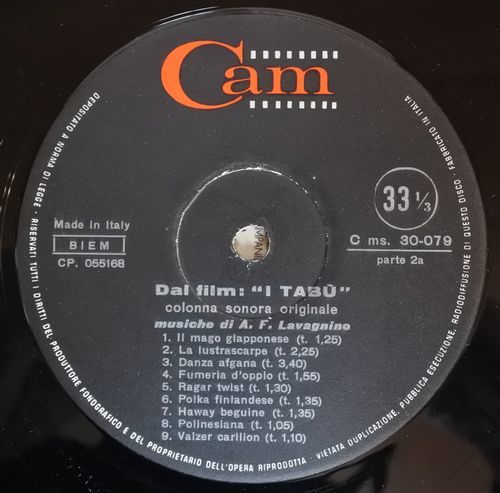 Cam
Made in Italy
BIEM
CP. 055168
33 1/3
C ms. 30-079
parte 2a
Dal film: "I TABÙ"
colonna sonora originale
musiche di A. F. Lavagnino
1. Il mago giapponese (t. 1,25)
2. La lustrascarpe (t. 2,25)
3. Danza afgana (t. 3,40)
4. Fumeria d'oppio (t. 1,55)
5. Ragar twist (t. 1,30)
6. Polka finlandese (t. 1,35)
7. Haway beguine (t. 1,35)
8. Polinesiana (t. 1,05)
9. Valzer carillon (t. 1,10)
DEPOSITATO A NORMA DI LEGGE - RISERVATI TUTTI I DIRITTI DEL PRODUTTORE FONOGRAFICO E DEL PROPRIETARIO DELL'OPERA RIPRODOTTA - VIETATA DUPLICAZIONE, PUBBLICA ESECUZIONE, RADIODIFFUSIONE DI QUESTO DISCO - FABBRICATO IN ITALIA